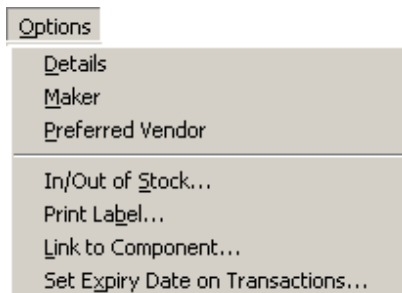 Options
Details
Maker
Preferred Vendor
In/Out of Stock...
Print Label...
Link to Component...
Set Expiry Date on Transactions...